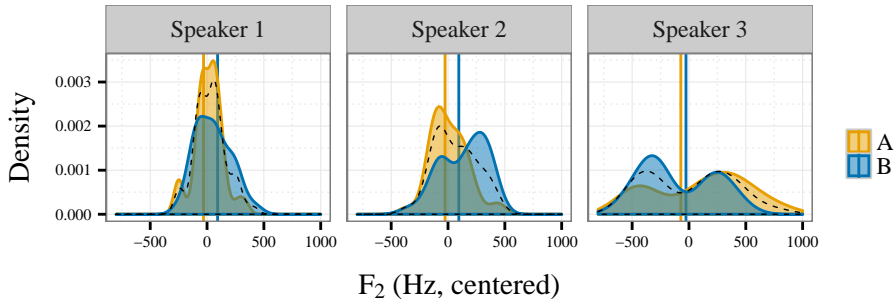 Speaker 1 Speaker 2 Speaker 3
0.003
0.002
0.001
0.000
Density
A
B
−500 0 500 1000 −500 0 500 1000 −500 0 500 1000
F₂ (Hz, centered)